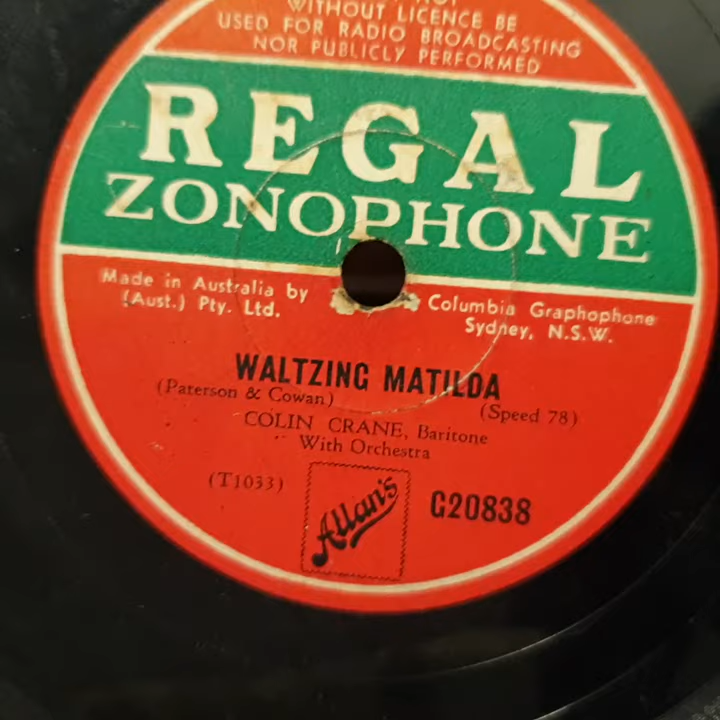 NOT
WITHOUT LICENCE BE
USED FOR RADIO BROADCASTING
NOR PUBLICLY PERFORMED
REGAL
ZONOPHONE
Made in Australia by Columbia Graphophone
(Aust.) Pty. Ltd. Sydney, N.S.W.
WALTZING MATILDA
(Paterson & Cowan) (Speed 78)
COLIN CRANE, Baritone
With Orchestra
(T1033) Allan's G20838